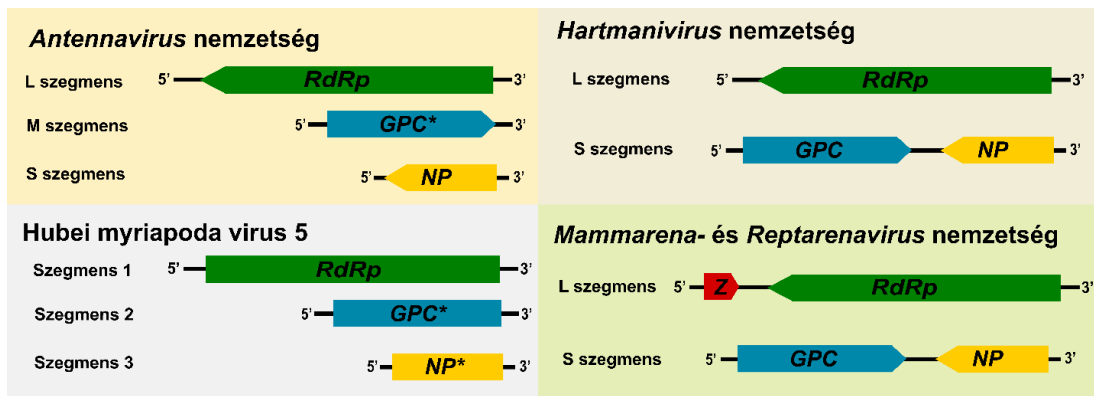 Antennavirus nemzetség
L szegmens 5’ RdRp 3’
M szegmens 5’ GPC* 3’
S szegmens 5’ NP 3’
Hartmanivirus nemzetség
L szegmens 5’ RdRp 3’
S szegmens 5’ GPC NP 3’
Hubei myriapoda virus 5
Szegmens 1 5’ RdRp 3’
Szegmens 2 5’ GPC* 3’
Szegmens 3 5’ NP* 3’
Mammarena- és Reptarenavirus nemzetség
L szegmens 5’ Z RdRp 3’
S szegmens 5’ GPC NP 3’